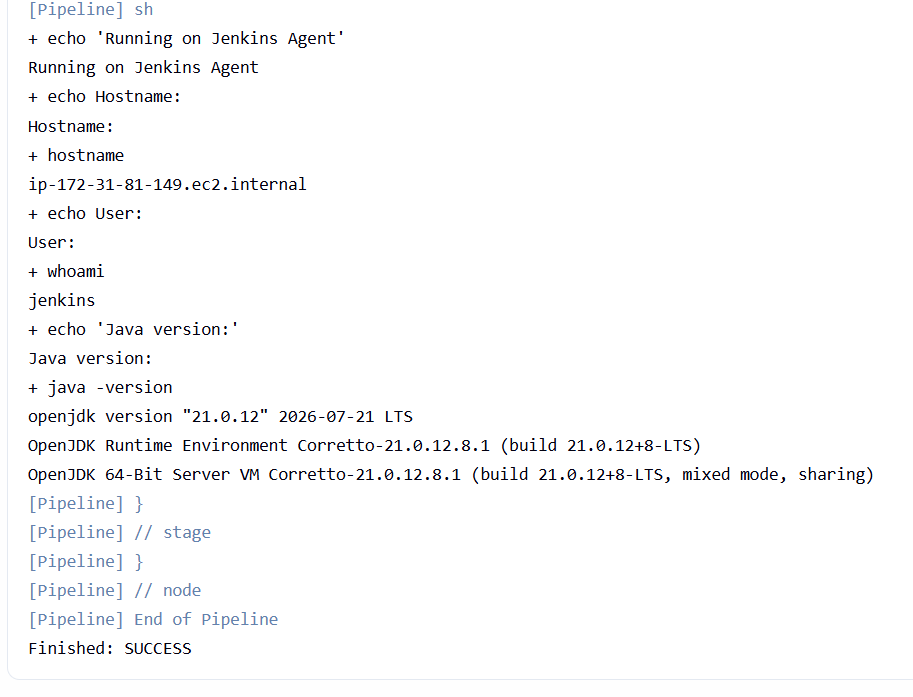 [Pipeline] sh
+ echo 'Running on Jenkins Agent'
Running on Jenkins Agent
+ echo Hostname:
Hostname:
+ hostname
ip-172-31-81-149.ec2.internal
+ echo User:
User:
+ whoami
jenkins
+ echo 'Java version:'
Java version:
+ java -version
openjdk version "21.0.12" 2026-07-21 LTS
OpenJDK Runtime Environment Corretto-21.0.12.8.1 (build 21.0.12+8-LTS)
OpenJDK 64-Bit Server VM Corretto-21.0.12.8.1 (build 21.0.12+8-LTS, mixed mode, sharing)
[Pipeline] }
[Pipeline] // stage
[Pipeline] }
[Pipeline] // node
[Pipeline] End of Pipeline
Finished: SUCCESS